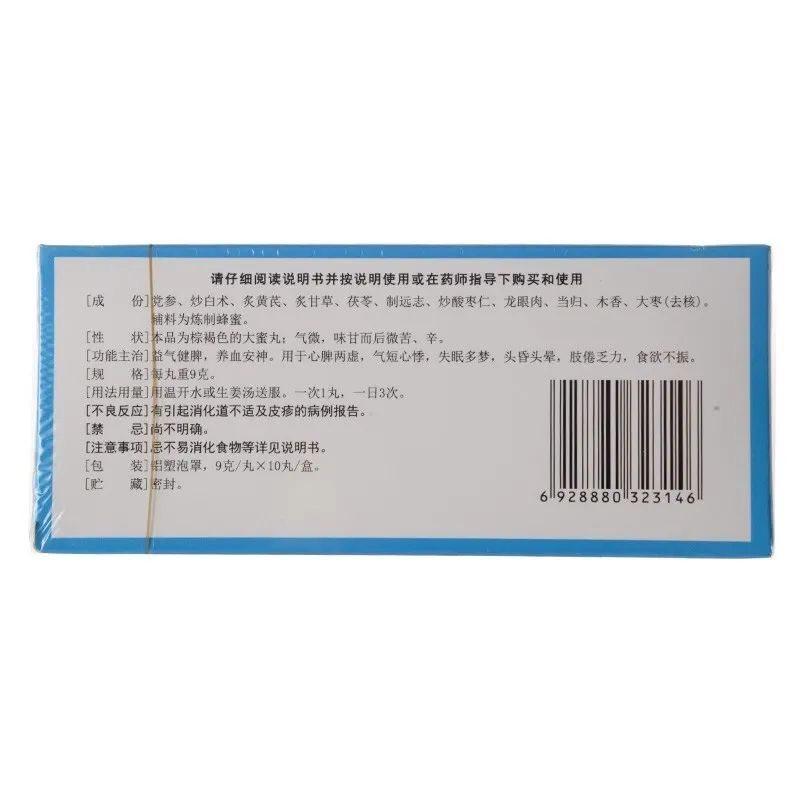 请仔细阅读说明书并按说明使用或在药师指导下购买和使用
[成 份]党参、炒白术、炙黄芪、炙甘草、茯苓、制远志、炒酸枣仁、龙眼肉、当归、木香、大枣(去核)。
辅料为炼制蜂蜜。
[性 状]本品为棕褐色的大蜜丸；气微，味甘而后微苦、辛。
[功能主治]益气健脾，养血安神。用于心脾两虚，气短心悸，失眠多梦，头昏头晕，肢倦乏力，食欲不振。
[规 格]每丸重9克。
[用法用量]用温开水或生姜汤送服。一次1丸，一日3次。
[不良反应]有引起消化道不适及皮疹的病例报告。
[禁 忌]尚不明确。
[注意事项]忌不易消化食物等详见说明书。
[包 装]铝塑泡罩，9克/丸×10丸/盒。
[贮 藏]密封。
6 928880 323146